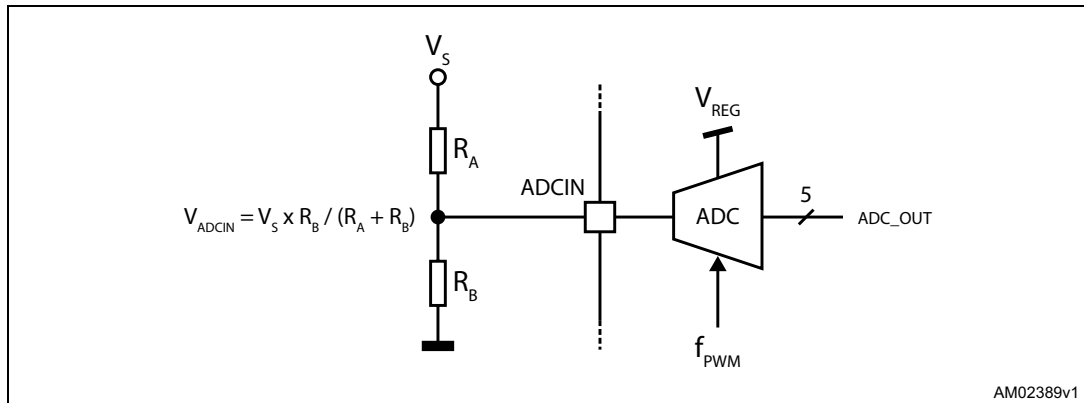 V_S
R_A
V_REG
ADCIN
V_ADCIN = V_S x R_B / (R_A + R_B)
ADC
5
ADC_OUT
R_B
f_PWM
AM02389v1